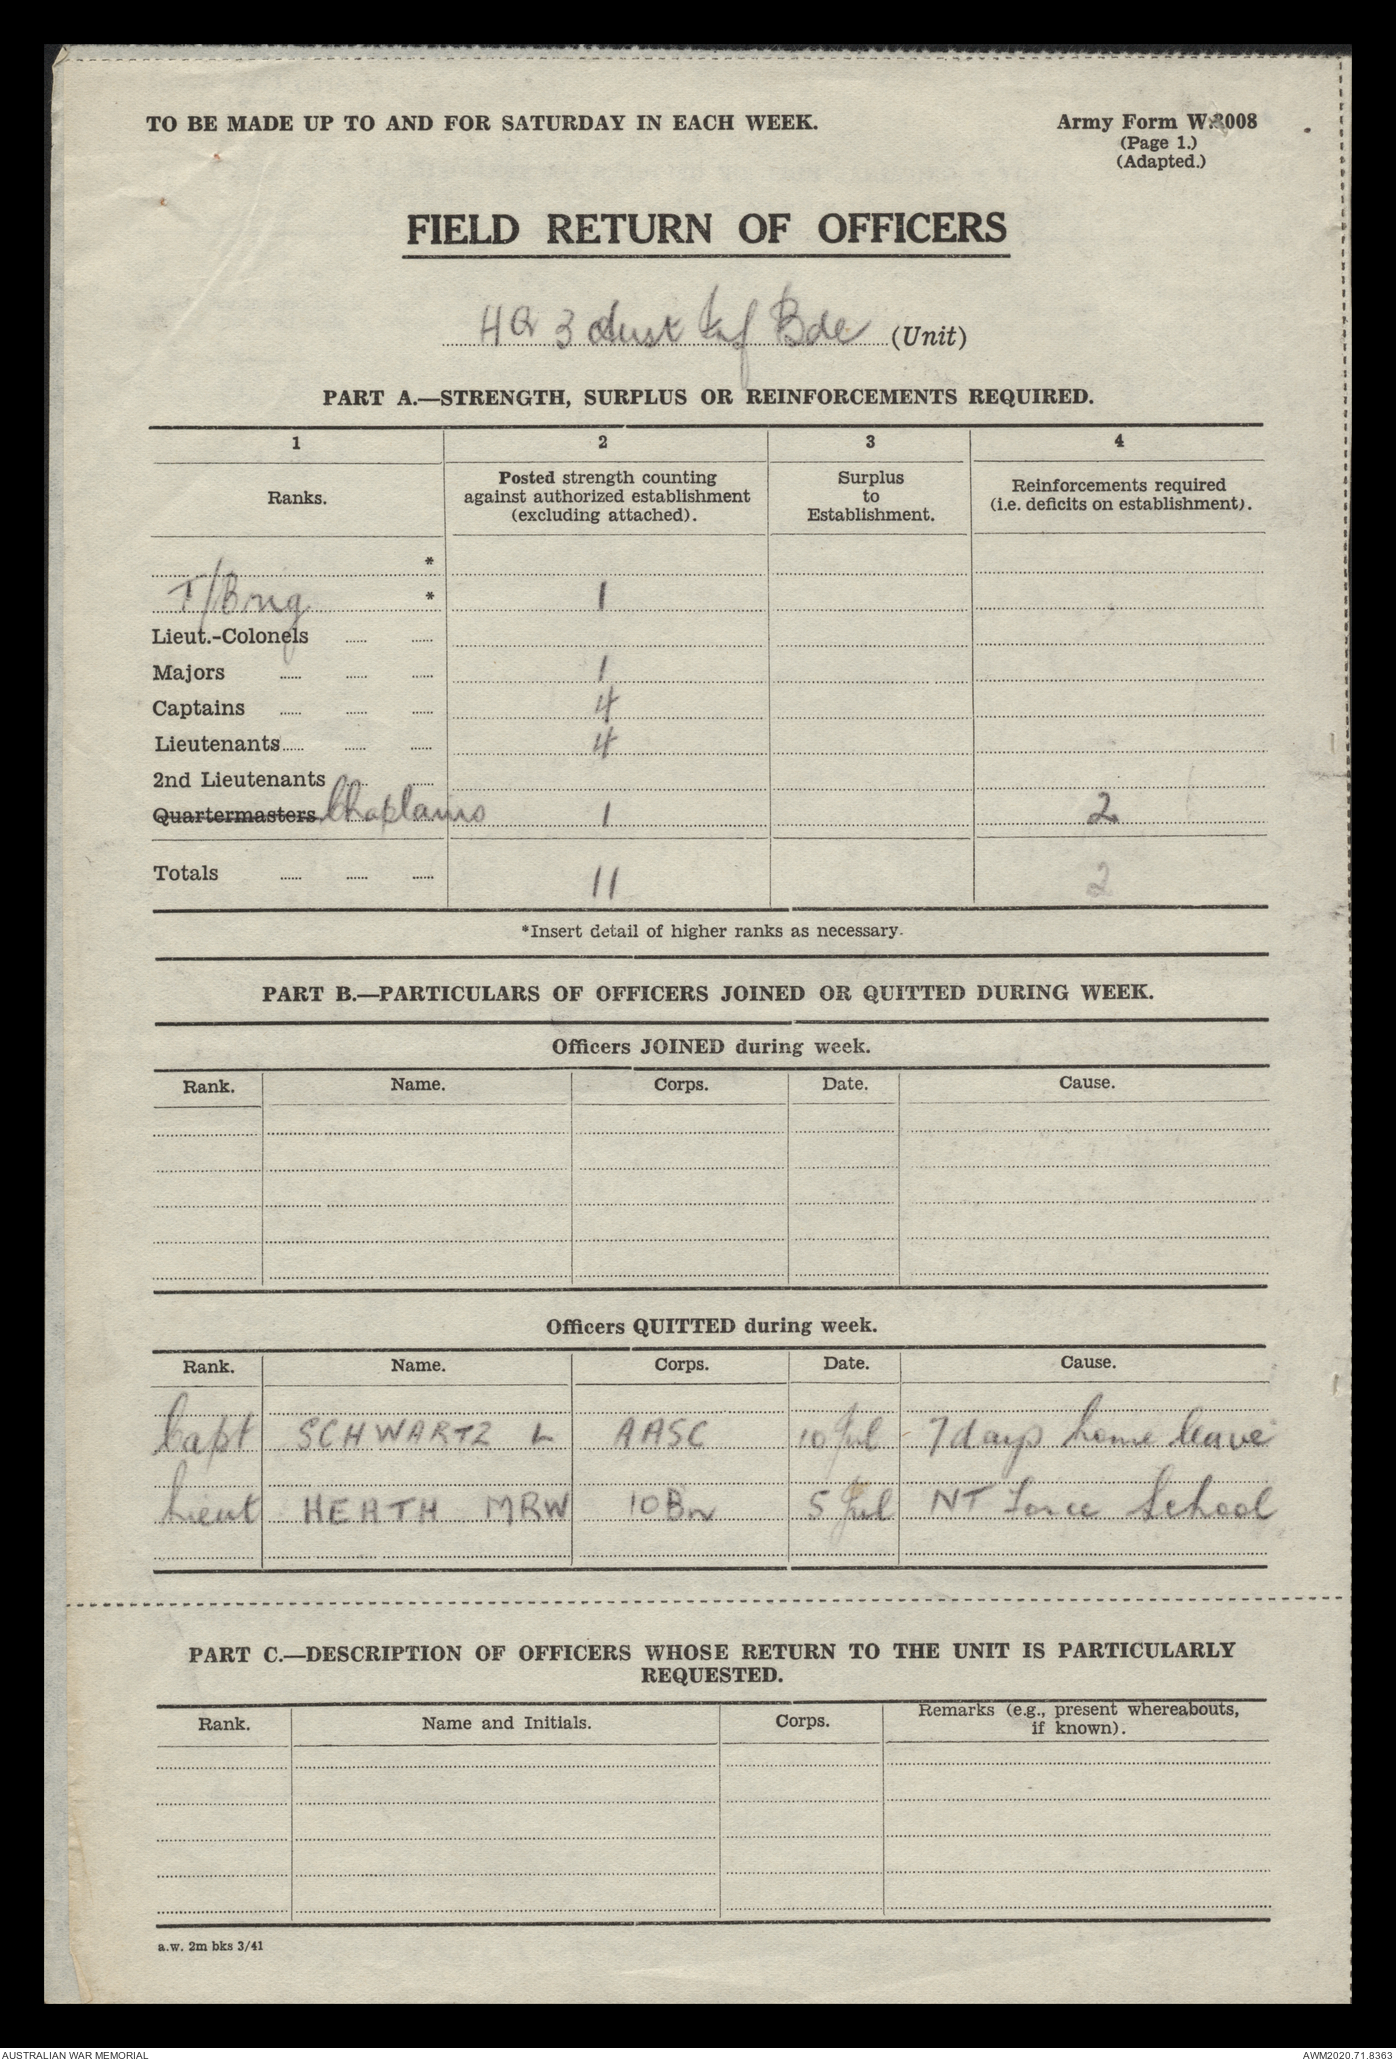 TO BE MADE UP TO AND FOR SATURDAY IN EACH WEEK.
Army Form W.3008
(Page 1.)
(Adapted.)
FIELD RETURN OF OFFICERS
HQ 3 Aust Inf Bde (Unit)
PART A.—STRENGTH, SURPLUS OR REINFORCEMENTS REQUIRED.
1 2 3 4
Ranks.
Posted strength counting
against authorized establishment
(excluding attached).
Surplus
to
Establishment.
Reinforcements required
(i.e. deficits on establishment).
*
T/Brig * 1
Lieut.-Colonels
Majors 1
Captains 4
Lieutenants 4
2nd Lieutenants
Quartermasters Chaplains 1 2
Totals 11 2
*Insert detail of higher ranks as necessary.
PART B.—PARTICULARS OF OFFICERS JOINED OR QUITTED DURING WEEK.
Officers JOINED during week.
Rank. Name. Corps. Date. Cause.
Officers QUITTED during week.
Rank. Name. Corps. Date. Cause.
Capt SCHWARTZ L AASC 10 Jul 7 days home leave
Lieut HEATH MRW 10 Bn 5 Jul NT Force School
PART C.—DESCRIPTION OF OFFICERS WHOSE RETURN TO THE UNIT IS PARTICULARLY
REQUESTED.
Rank. Name and Initials. Corps. Remarks (e.g., present whereabouts,
if known).
a.w. 2m bks 3/41
AUSTRALIAN WAR MEMORIAL
AWM2020.71.8363